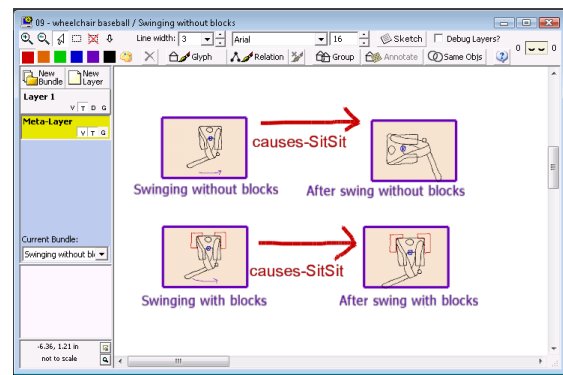 09 - wheelchair baseball / Swinging without blocks
Line width: 3 Arial 16 Sketch Debug Layers? 0 0
Glyph Relation Group Annotate Same Objs
New Bundle New Layer
Layer 1
V T D G
Meta-Layer
V T G
causes-SitSit
Swinging without blocks After swing without blocks
Current Bundle:
Swinging without bl
causes-SitSit
Swinging with blocks After swing with blocks
-6.36, 1.21 in
not to scale